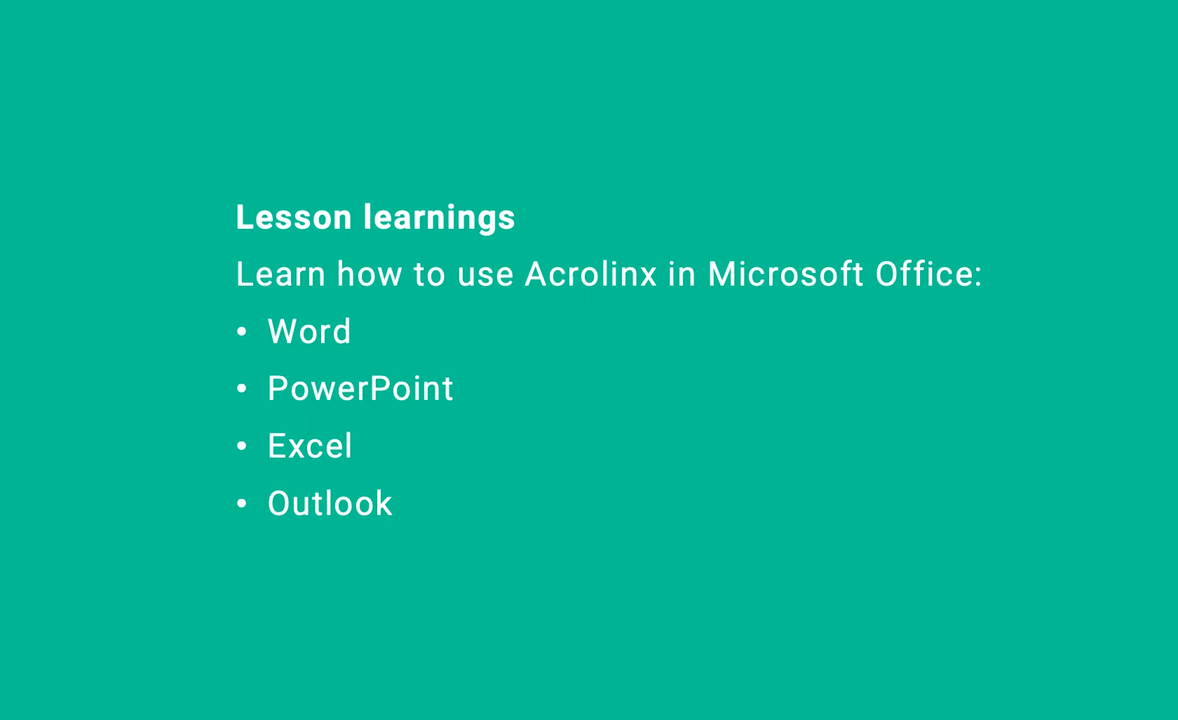 Lesson learnings
Learn how to use Acrolinx in Microsoft Office:
• Word
• PowerPoint
• Excel
• Outlook